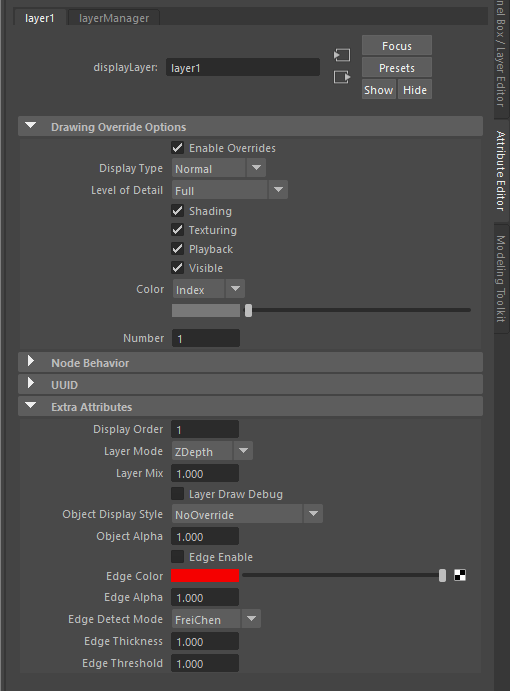 layer1 layerManager
displayLayer: layer1
Focus
Presets
Show Hide
Drawing Override Options
Enable Overrides
Display Type Normal
Level of Detail Full
Shading
Texturing
Playback
Visible
Color Index
Number 1
Node Behavior
UUID
Extra Attributes
Display Order 1
Layer Mode ZDepth
Layer Mix 1.000
Layer Draw Debug
Object Display Style NoOverride
Object Alpha 1.000
Edge Enable
Edge Color
Edge Alpha 1.000
Edge Detect Mode FreiChen
Edge Thickness 1.000
Edge Threshold 1.000
Box / Layer Editor
Attribute Editor
Modeling Toolkit